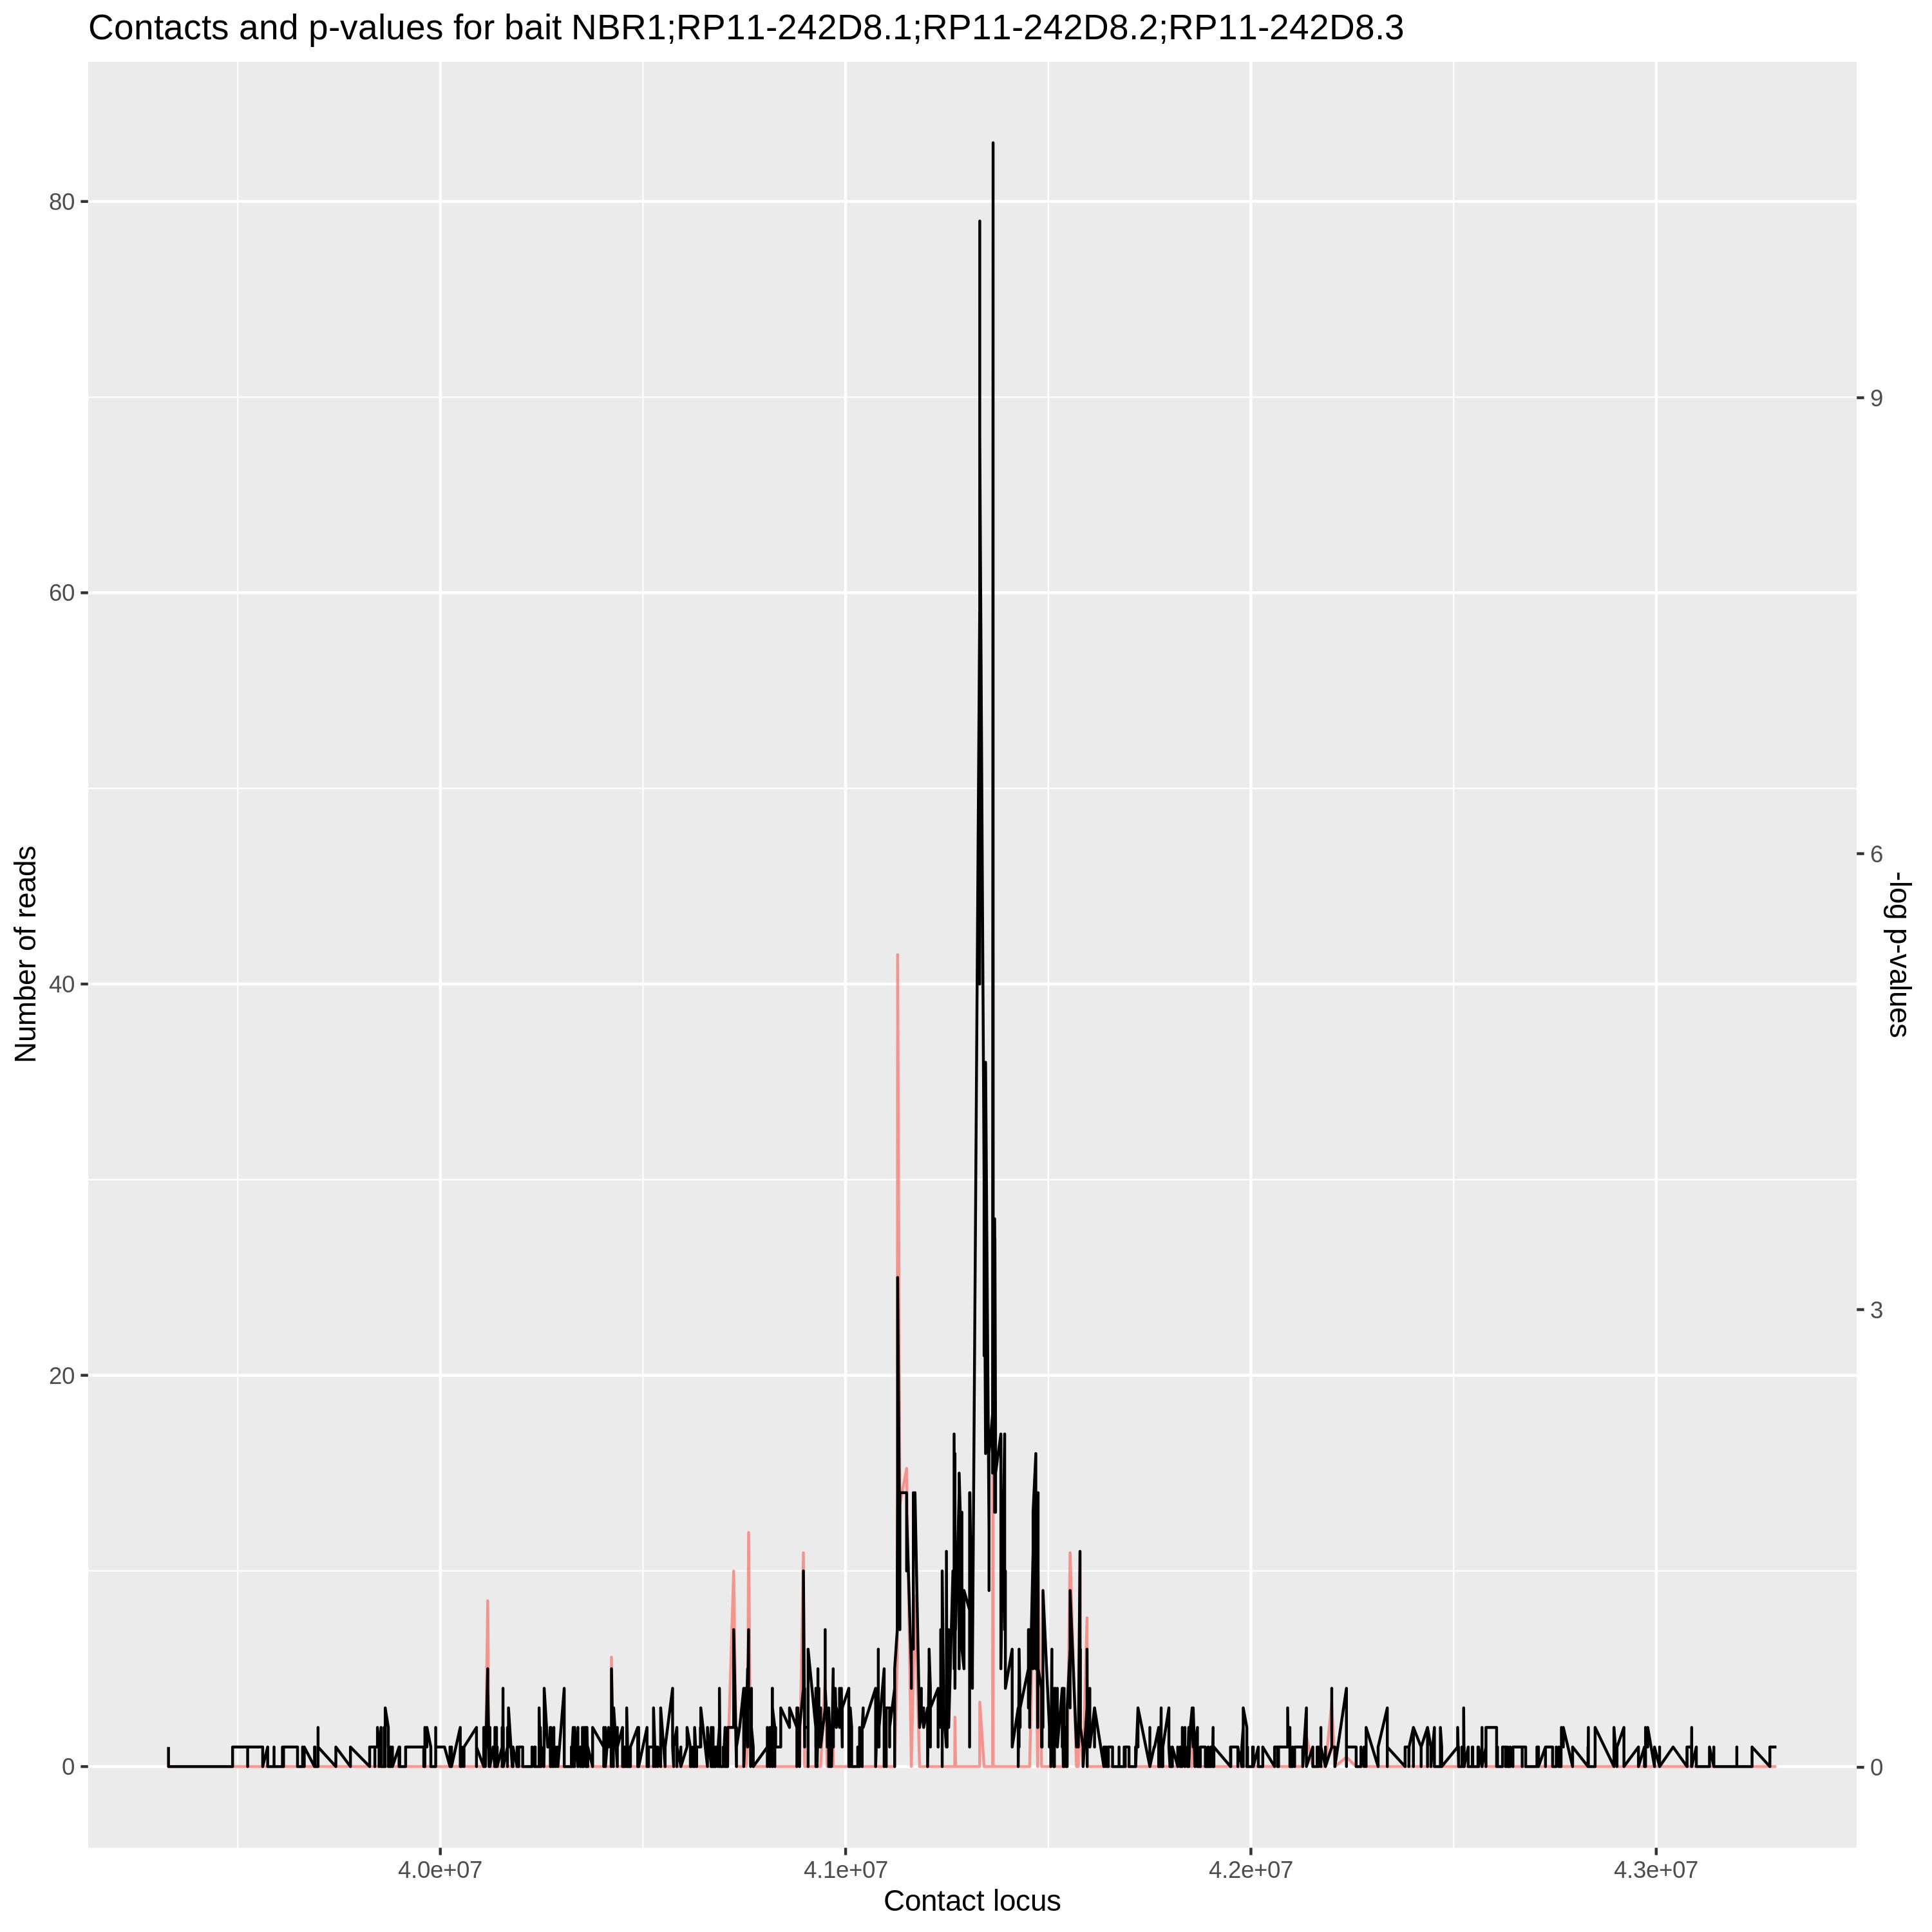 Contacts and p-values for bait NBR1;RP11-242D8.1;RP11-242D8.2;RP11-242D8.3
80
60
40
20
0
Number of reads
9
6
3
0
-log p-values
4.0e+07
4.1e+07
4.2e+07
4.3e+07
Contact locus